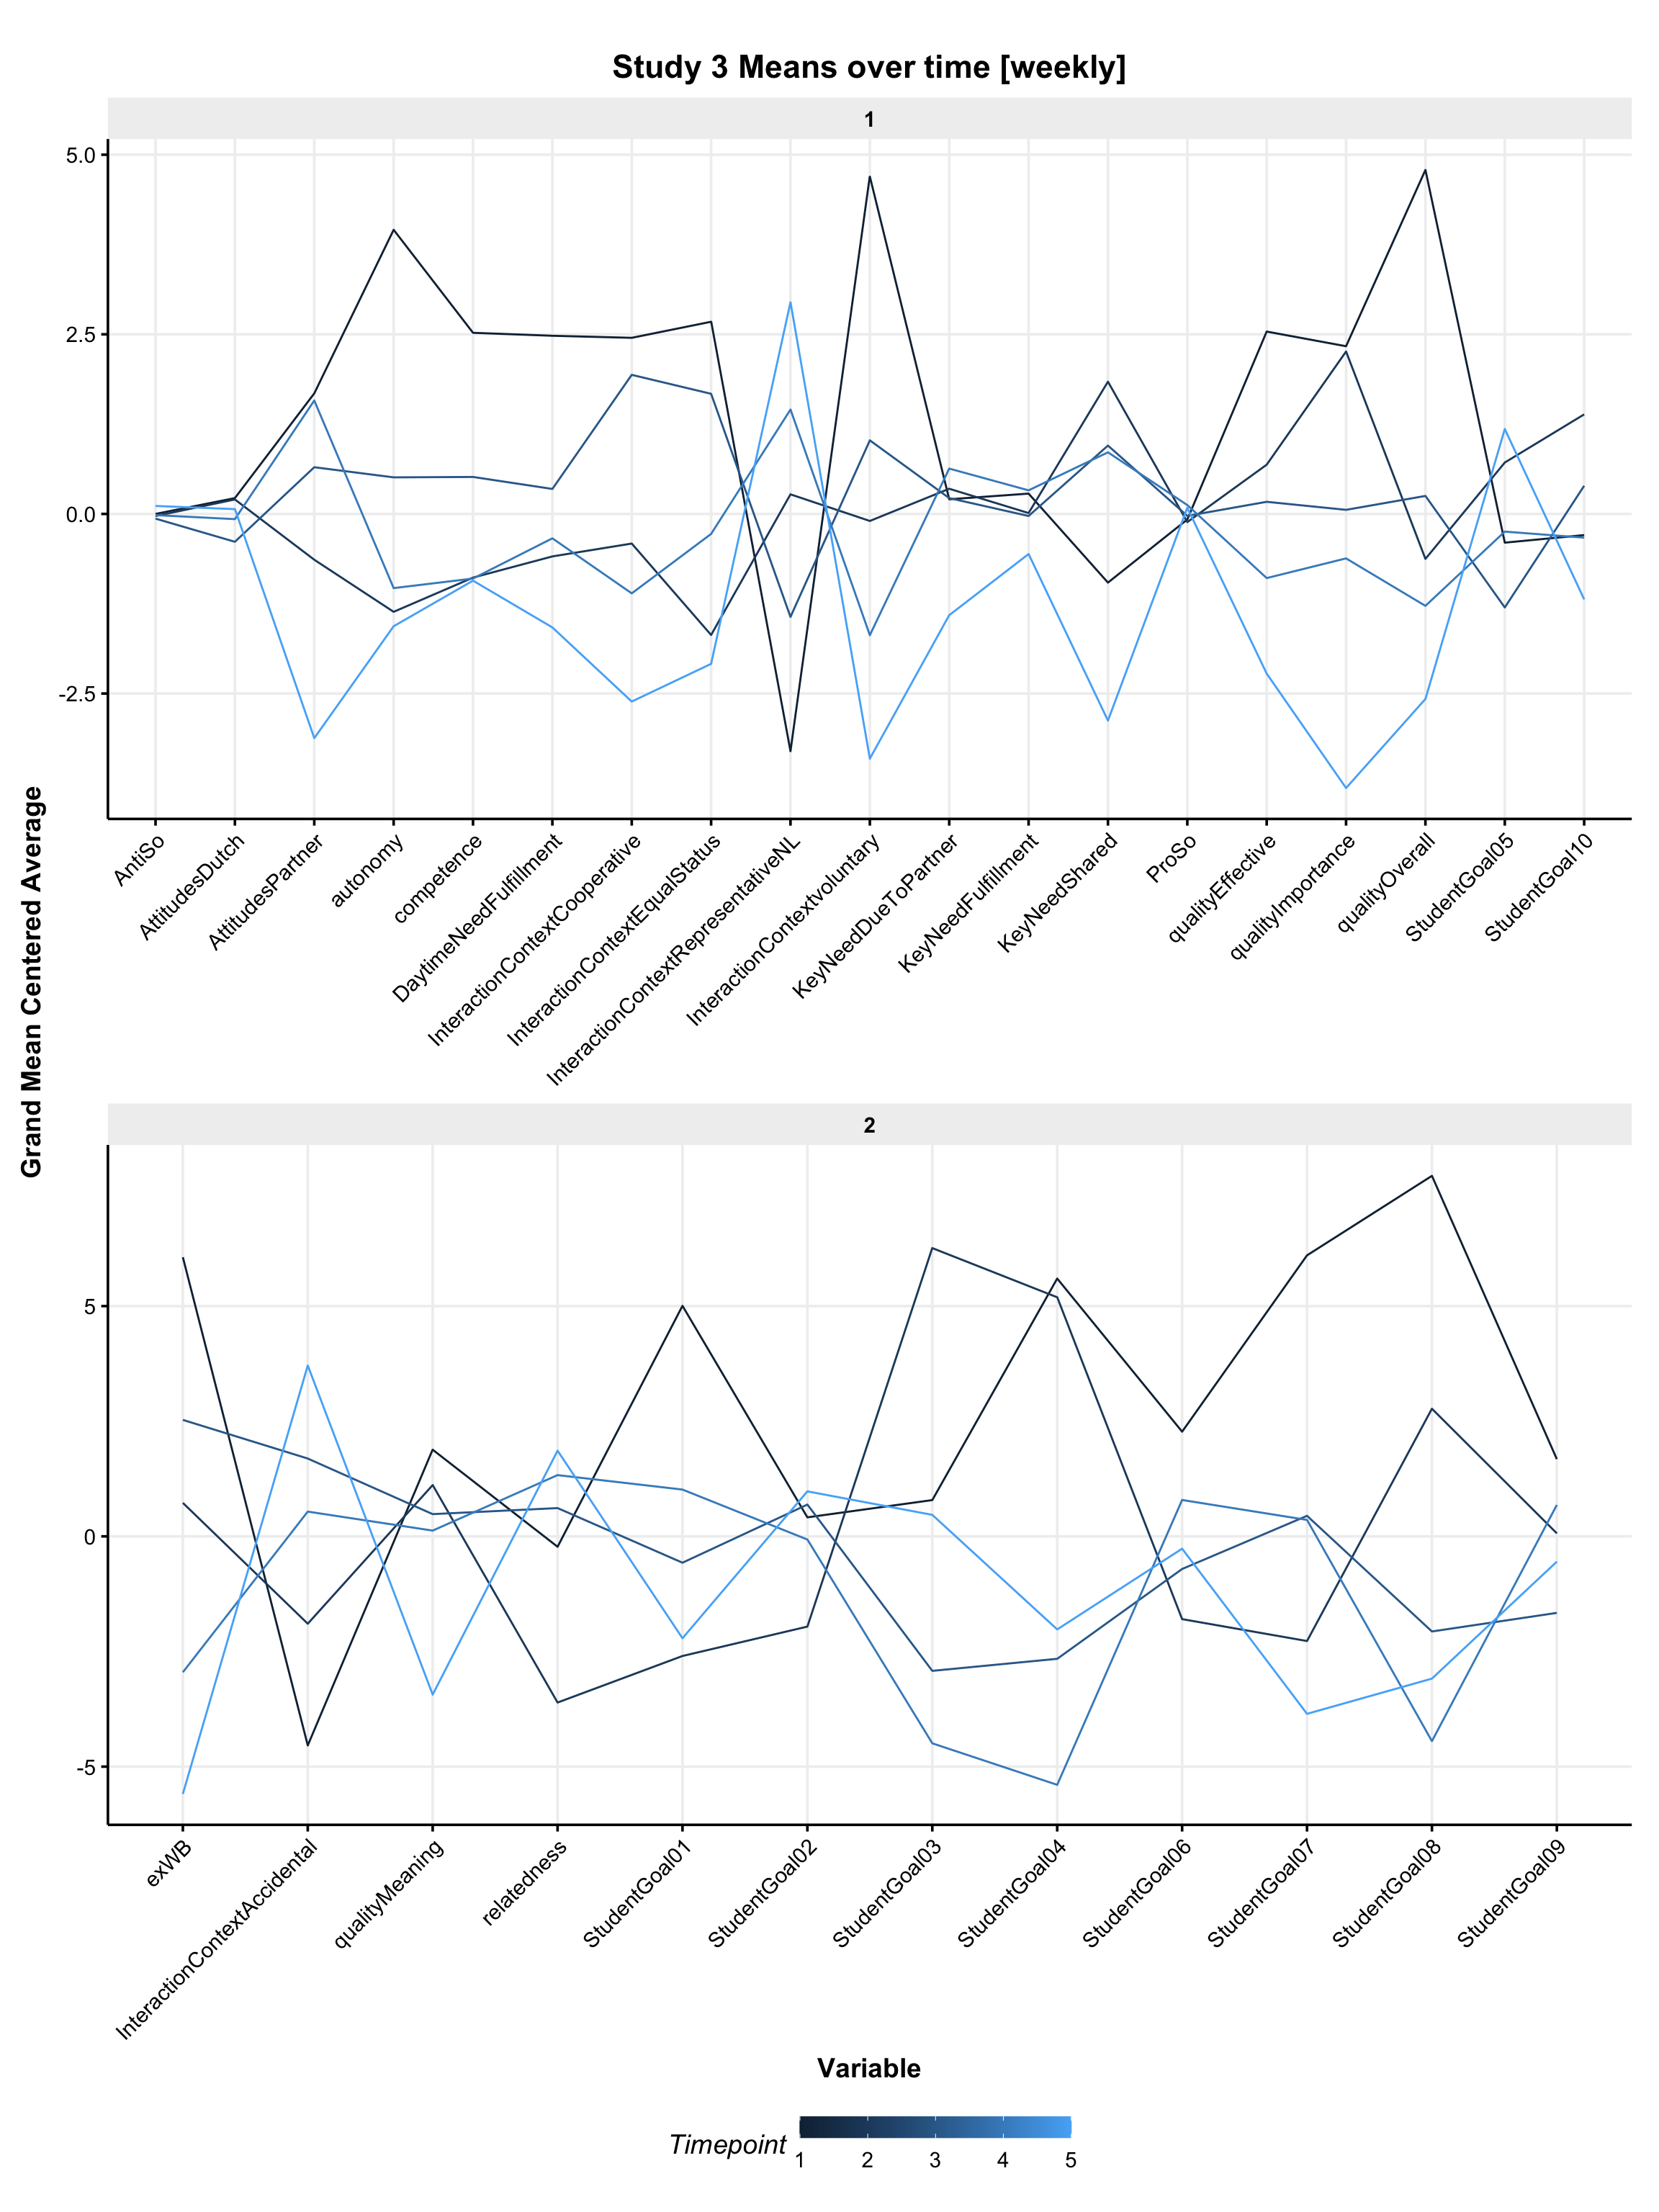 Study 3 Means over time [weekly]
1
5.0
2.5
0.0
-2.5
AntiSo
AttitudesDutch
AttitudesPartner
autonomy
competence
DaytimeNeedFulfillment
InteractionContextCooperative
InteractionContextEqualStatus
InteractionContextRepresentativeNL
InteractionContextvoluntary
KeyNeedDueToPartner
KeyNeedFulfillment
KeyNeedShared
ProSo
qualityEffective
qualityImportance
qualityOverall
StudentGoal05
StudentGoal10
Grand Mean Centered Average
2
5
0
-5
exWB
InteractionContextAccidental
qualityMeaning
relatedness
StudentGoal01
StudentGoal02
StudentGoal03
StudentGoal04
StudentGoal06
StudentGoal07
StudentGoal08
StudentGoal09
Variable
Timepoint
1 2 3 4 5